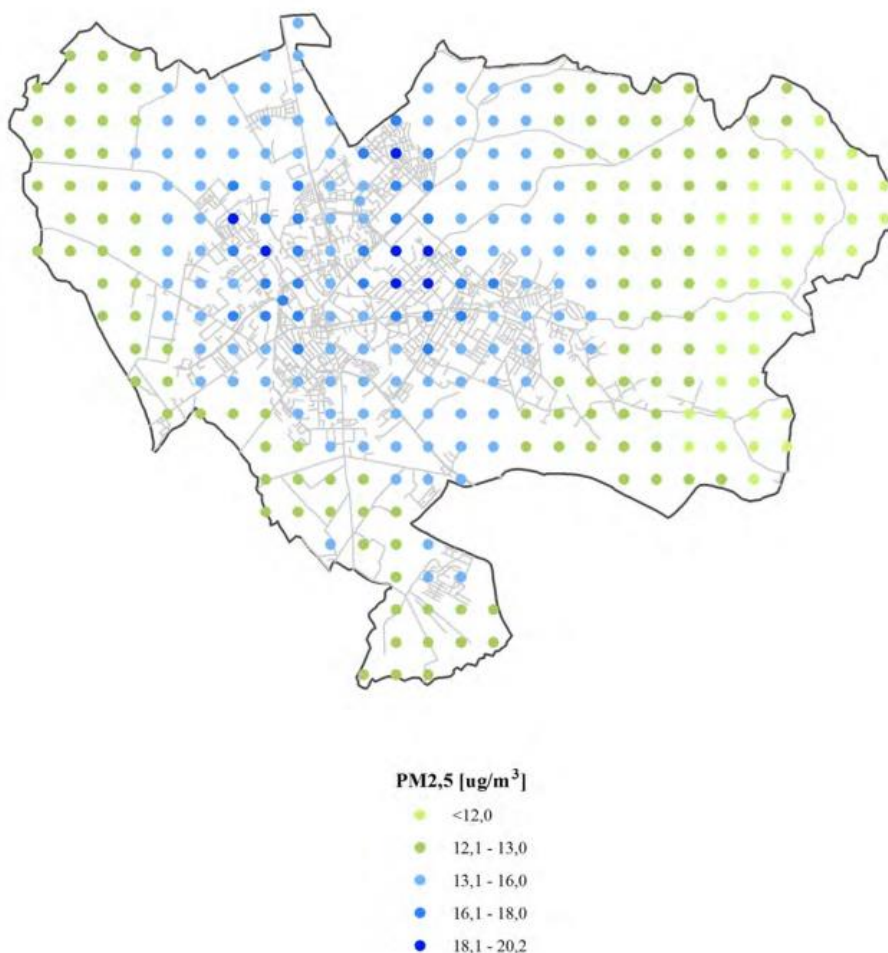 PM2,5 [ug/m³]
<12,0
12,1 - 13,0
13,1 - 16,0
16,1 - 18,0
18,1 - 20,2